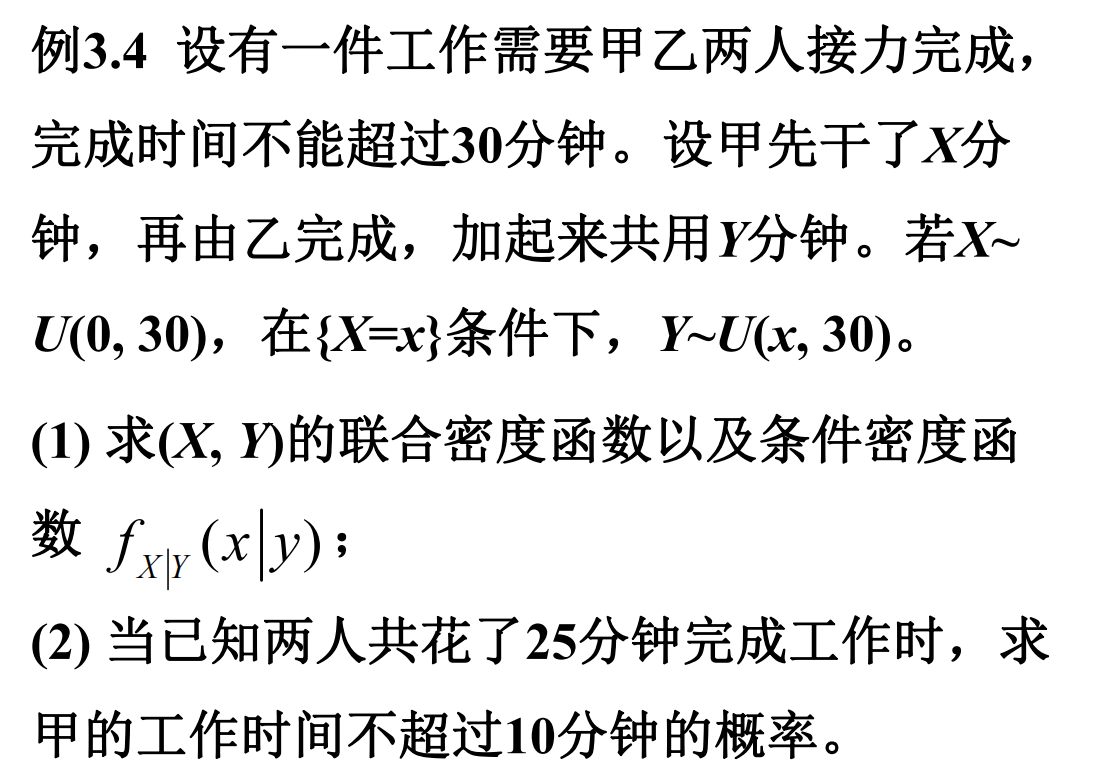 例3.4 设有一件工作需要甲乙两人接力完成，
完成时间不能超过30分钟。设甲先干了X分
钟，再由乙完成，加起来共用Y分钟。若X~
U(0, 30)，在{X=x}条件下，Y~U(x, 30)。
(1) 求(X, Y)的联合密度函数以及条件密度函
数 f_{X|Y}(x|y)；
(2) 当已知两人共花了25分钟完成工作时，求
甲的工作时间不超过10分钟的概率。